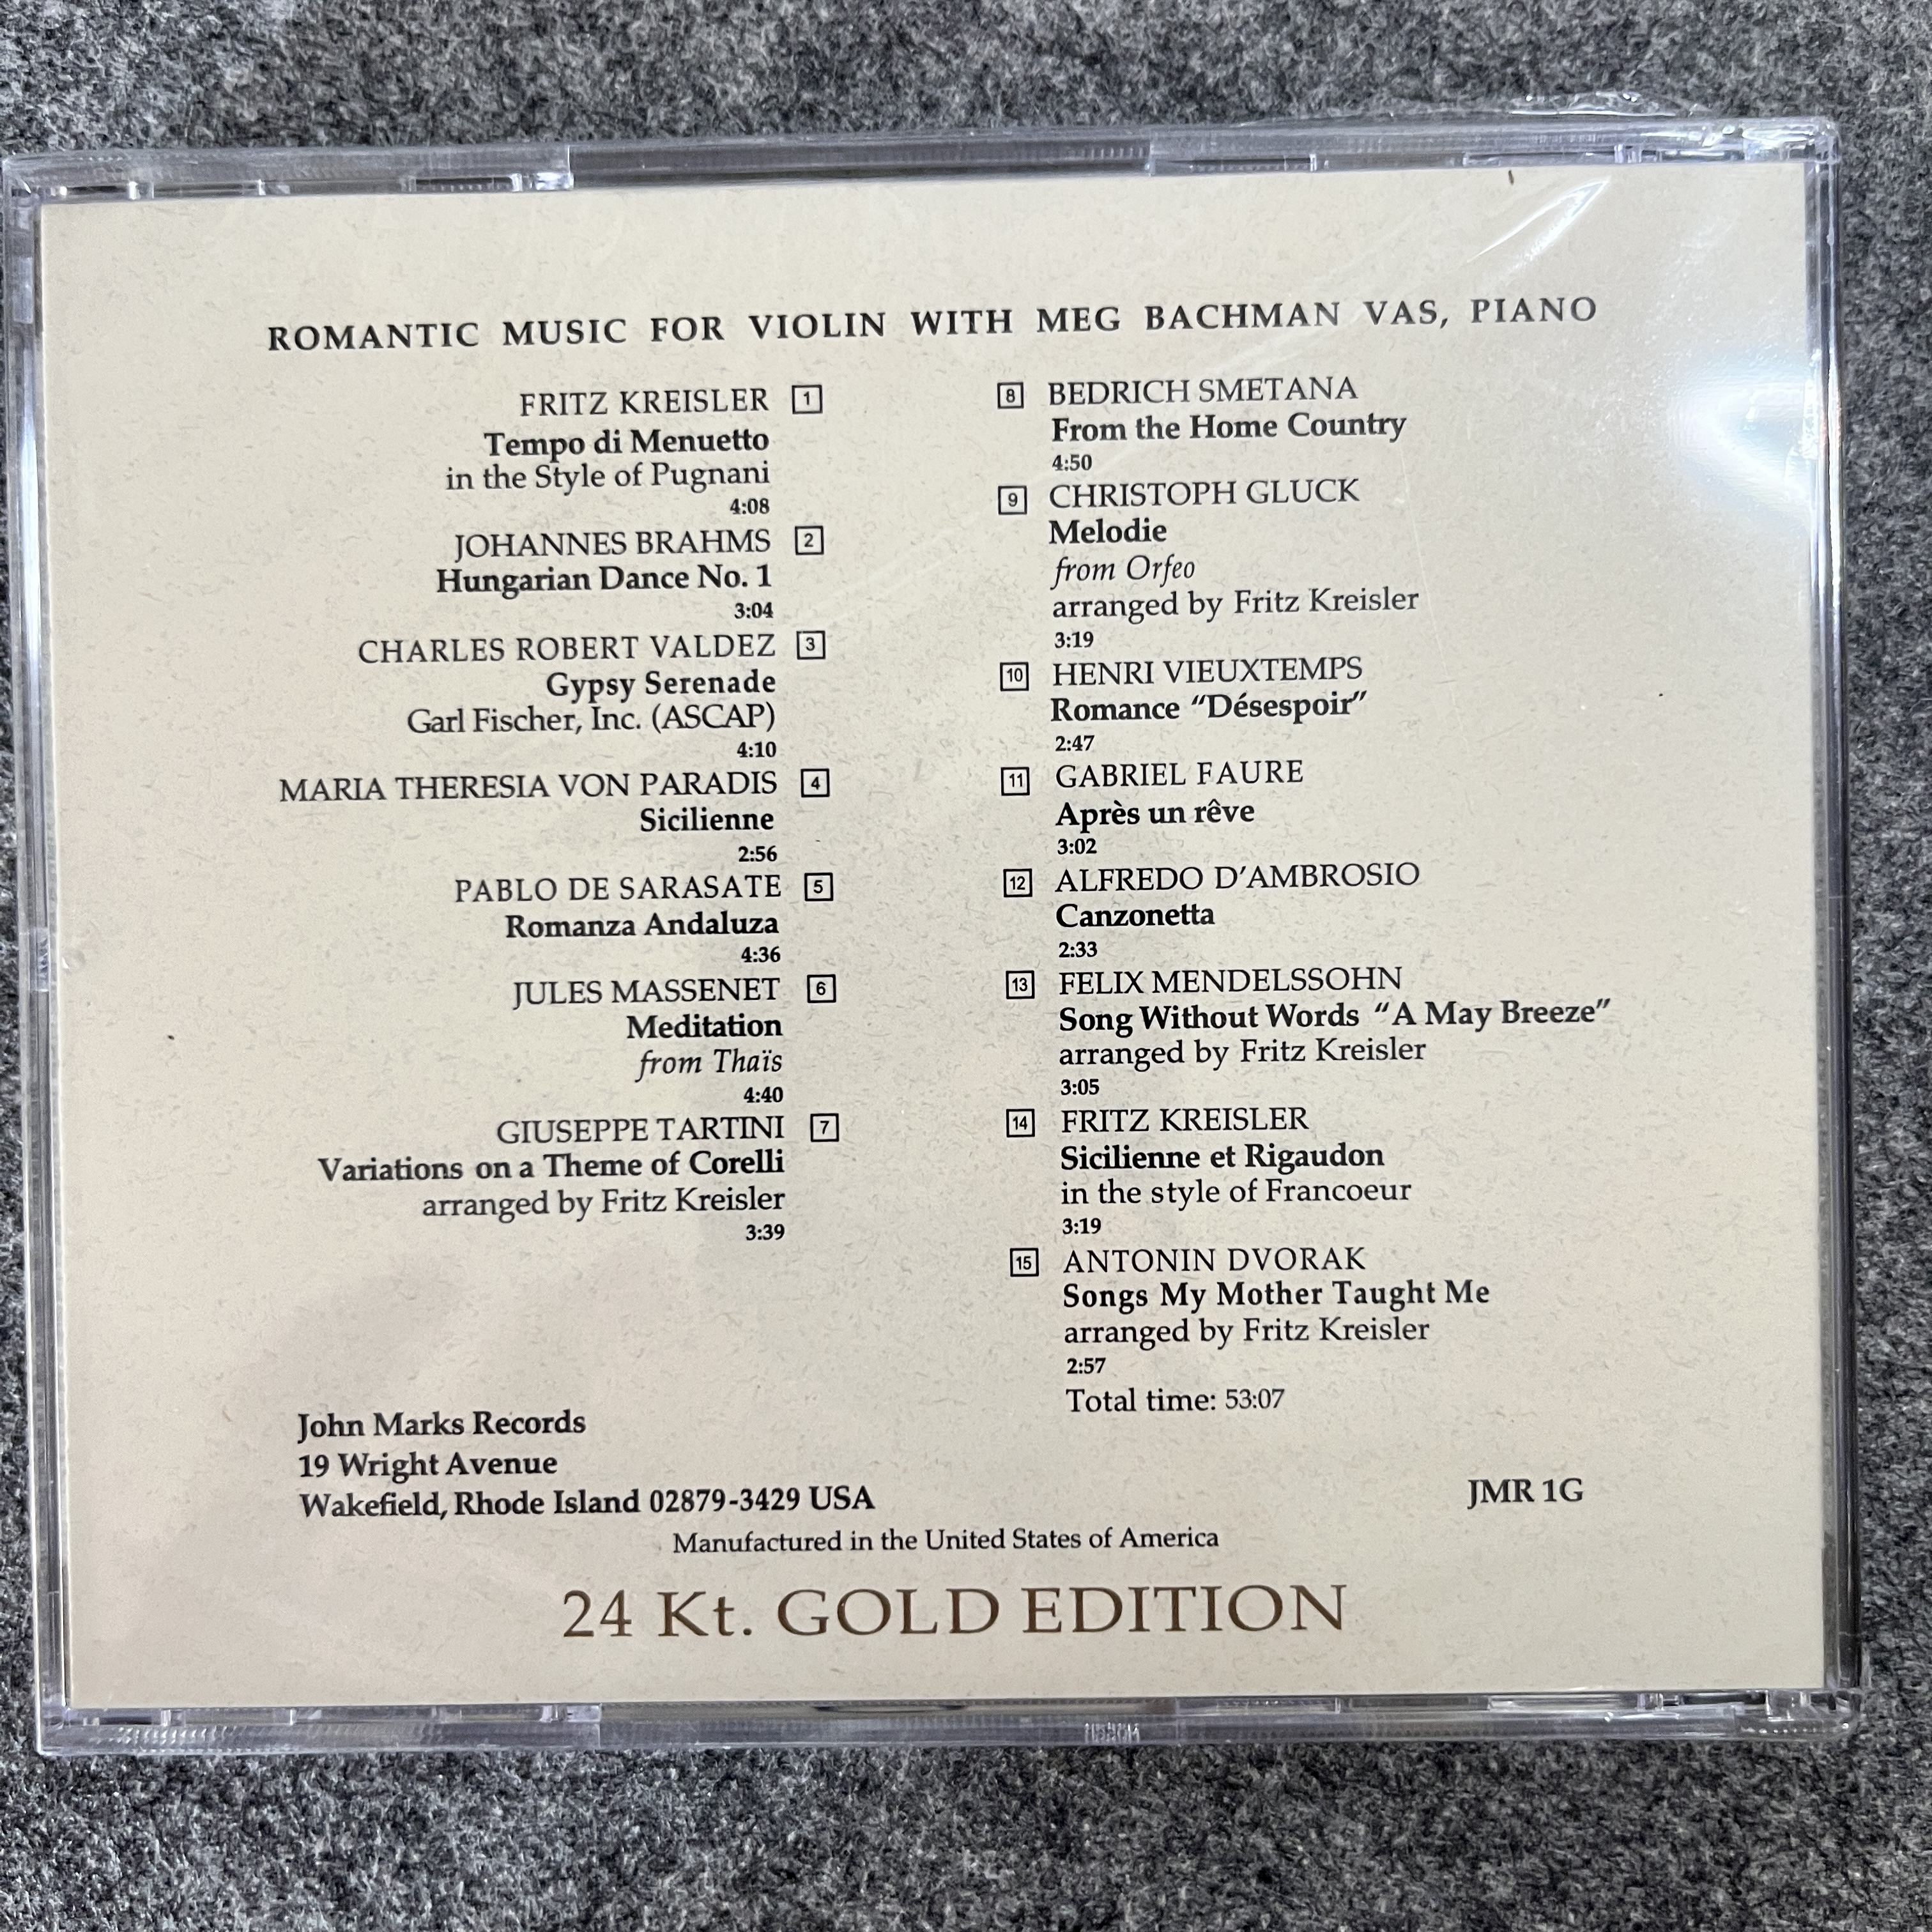 ROMANTIC MUSIC FOR VIOLIN WITH MEG BACHMAN VAS, PIANO
FRITZ KREISLER 1
Tempo di Menuetto
in the Style of Pugnani
4:08
JOHANNES BRAHMS 2
Hungarian Dance No. 1
3:04
CHARLES ROBERT VALDEZ 3
Gypsy Serenade
Garl Fischer, Inc. (ASCAP)
4:10
MARIA THERESIA VON PARADIS 4
Sicilienne
2:56
PABLO DE SARASATE 5
Romanza Andaluza
4:36
JULES MASSENET 6
Meditation
from Thaïs
4:40
GIUSEPPE TARTINI 7
Variations on a Theme of Corelli
arranged by Fritz Kreisler
3:39
8 BEDRICH SMETANA
From the Home Country
4:50
9 CHRISTOPH GLUCK
Melodie
from Orfeo
arranged by Fritz Kreisler
3:19
10 HENRI VIEUXTEMPS
Romance “Désespoir”
2:47
11 GABRIEL FAURE
Après un rêve
3:02
12 ALFREDO D’AMBROSIO
Canzonetta
2:33
13 FELIX MENDELSSOHN
Song Without Words “A May Breeze”
arranged by Fritz Kreisler
3:05
14 FRITZ KREISLER
Sicilienne et Rigaudon
in the style of Francoeur
3:19
15 ANTONIN DVORAK
Songs My Mother Taught Me
arranged by Fritz Kreisler
2:57
Total time: 53:07
John Marks Records
19 Wright Avenue
Wakefield, Rhode Island 02879-3429 USA
JMR 1G
Manufactured in the United States of America
24 Kt. GOLD EDITION